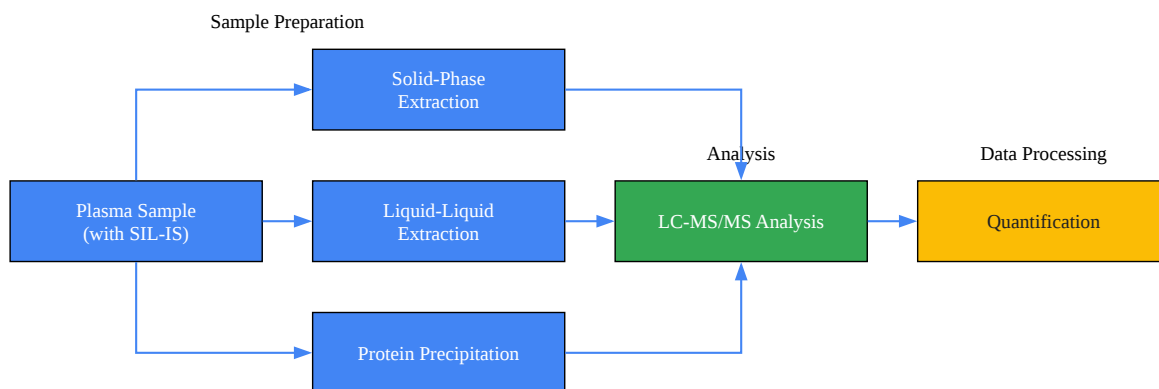 Sample Preparation
Solid-Phase
Extraction
Analysis
Data Processing
Plasma Sample
(with SIL-IS)
Liquid-Liquid
Extraction
LC-MS/MS Analysis
Quantification
Protein Precipitation